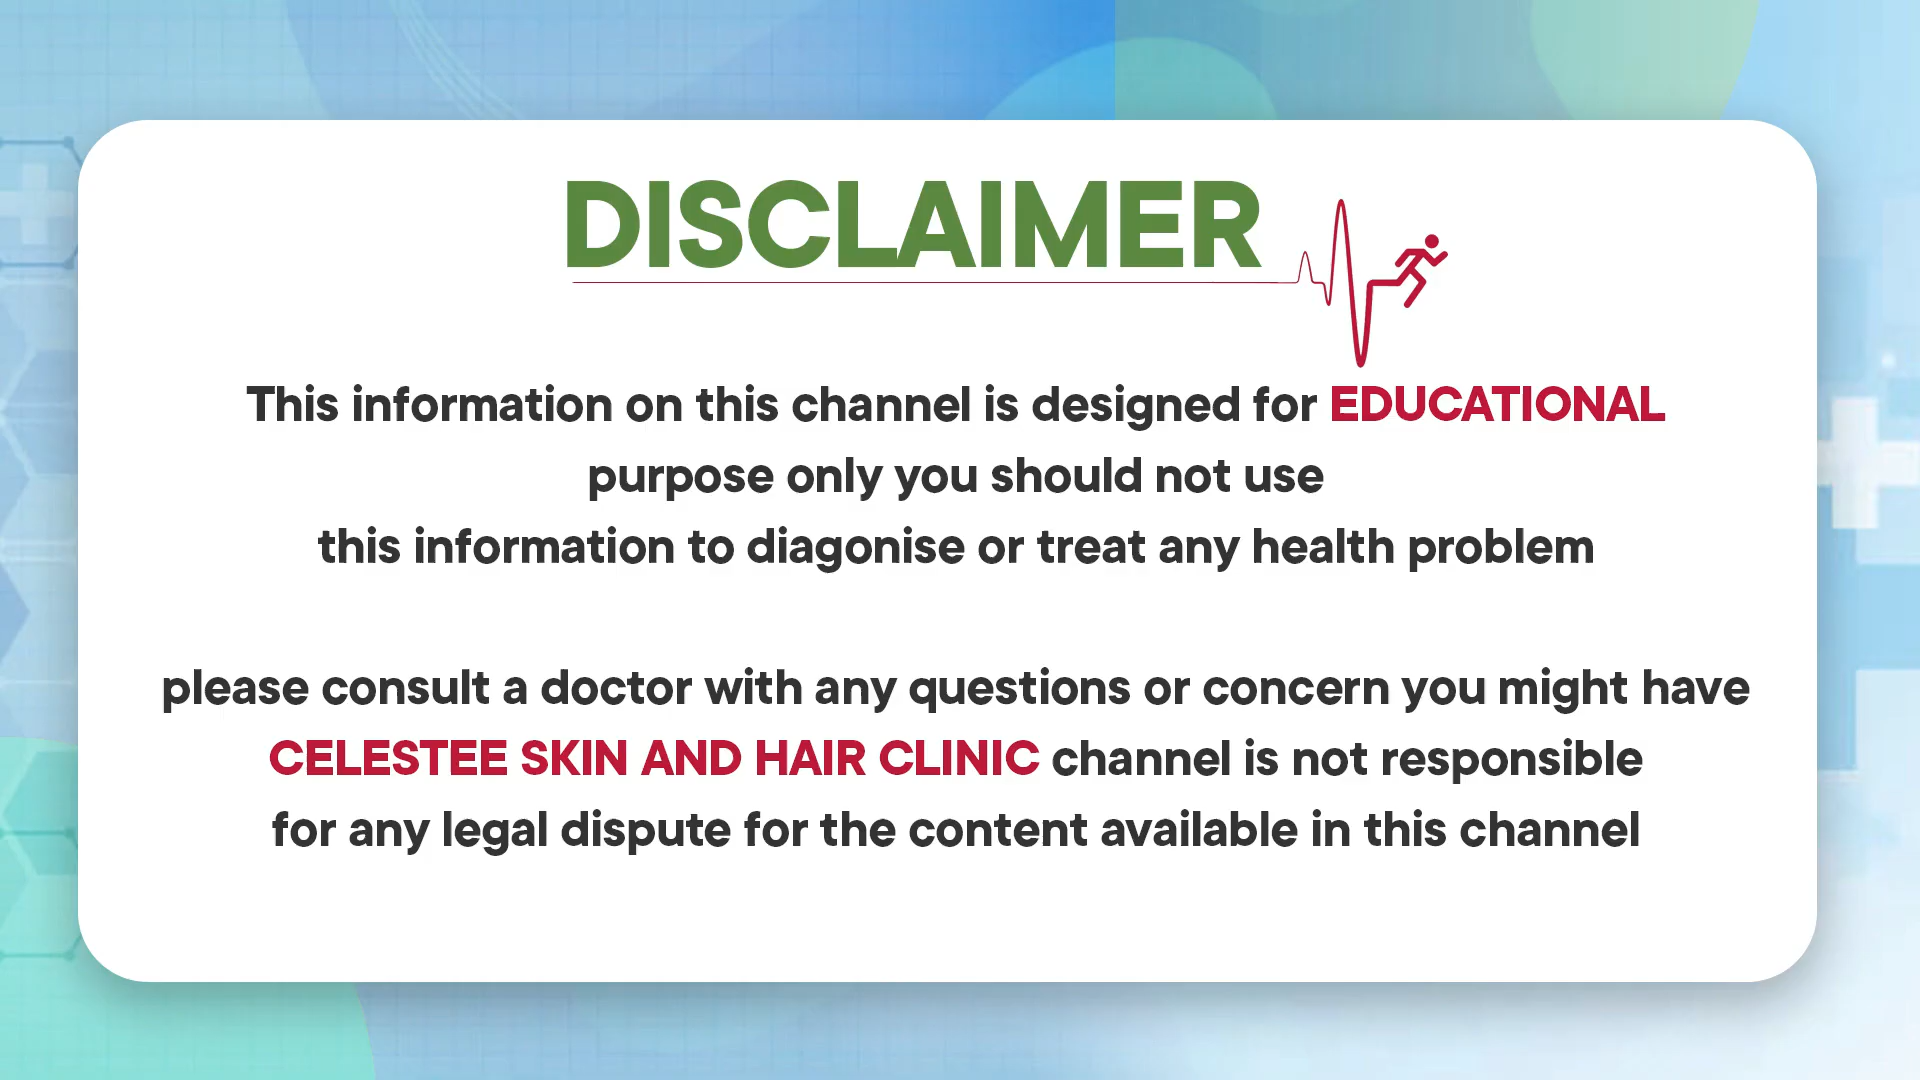 DISCLAIMER
This information on this channel is designed for EDUCATIONAL
purpose only you should not use
this information to diagonise or treat any health problem
please consult a doctor with any questions or concern you might have
CELESTEE SKIN AND HAIR CLINIC channel is not responsible
for any legal dispute for the content available in this channel